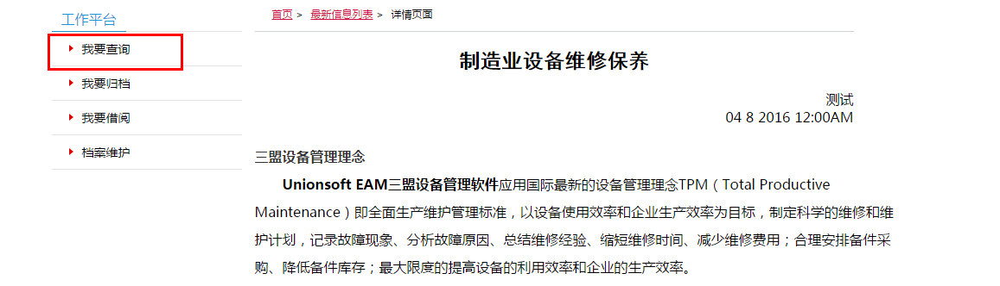 工作平台
我要查询
我要归档
我要借阅
档案维护
首页 > 最新信息列表 > 详情页面
制造业设备维修保养
测试
04 8 2016 12:00AM
三盟设备管理理念
Unionsoft EAM三盟设备管理软件应用国际最新的设备管理理念TPM（Total Productive
Maintenance）即全面生产维护管理标准，以设备使用效率和企业生产效率为目标，制定科学的维修和维
护计划，记录故障现象、分析故障原因、总结维修经验、缩短维修时间、减少维修费用；合理安排备件采
购、降低备件库存；最大限度的提高设备的利用效率和企业的生产效率。